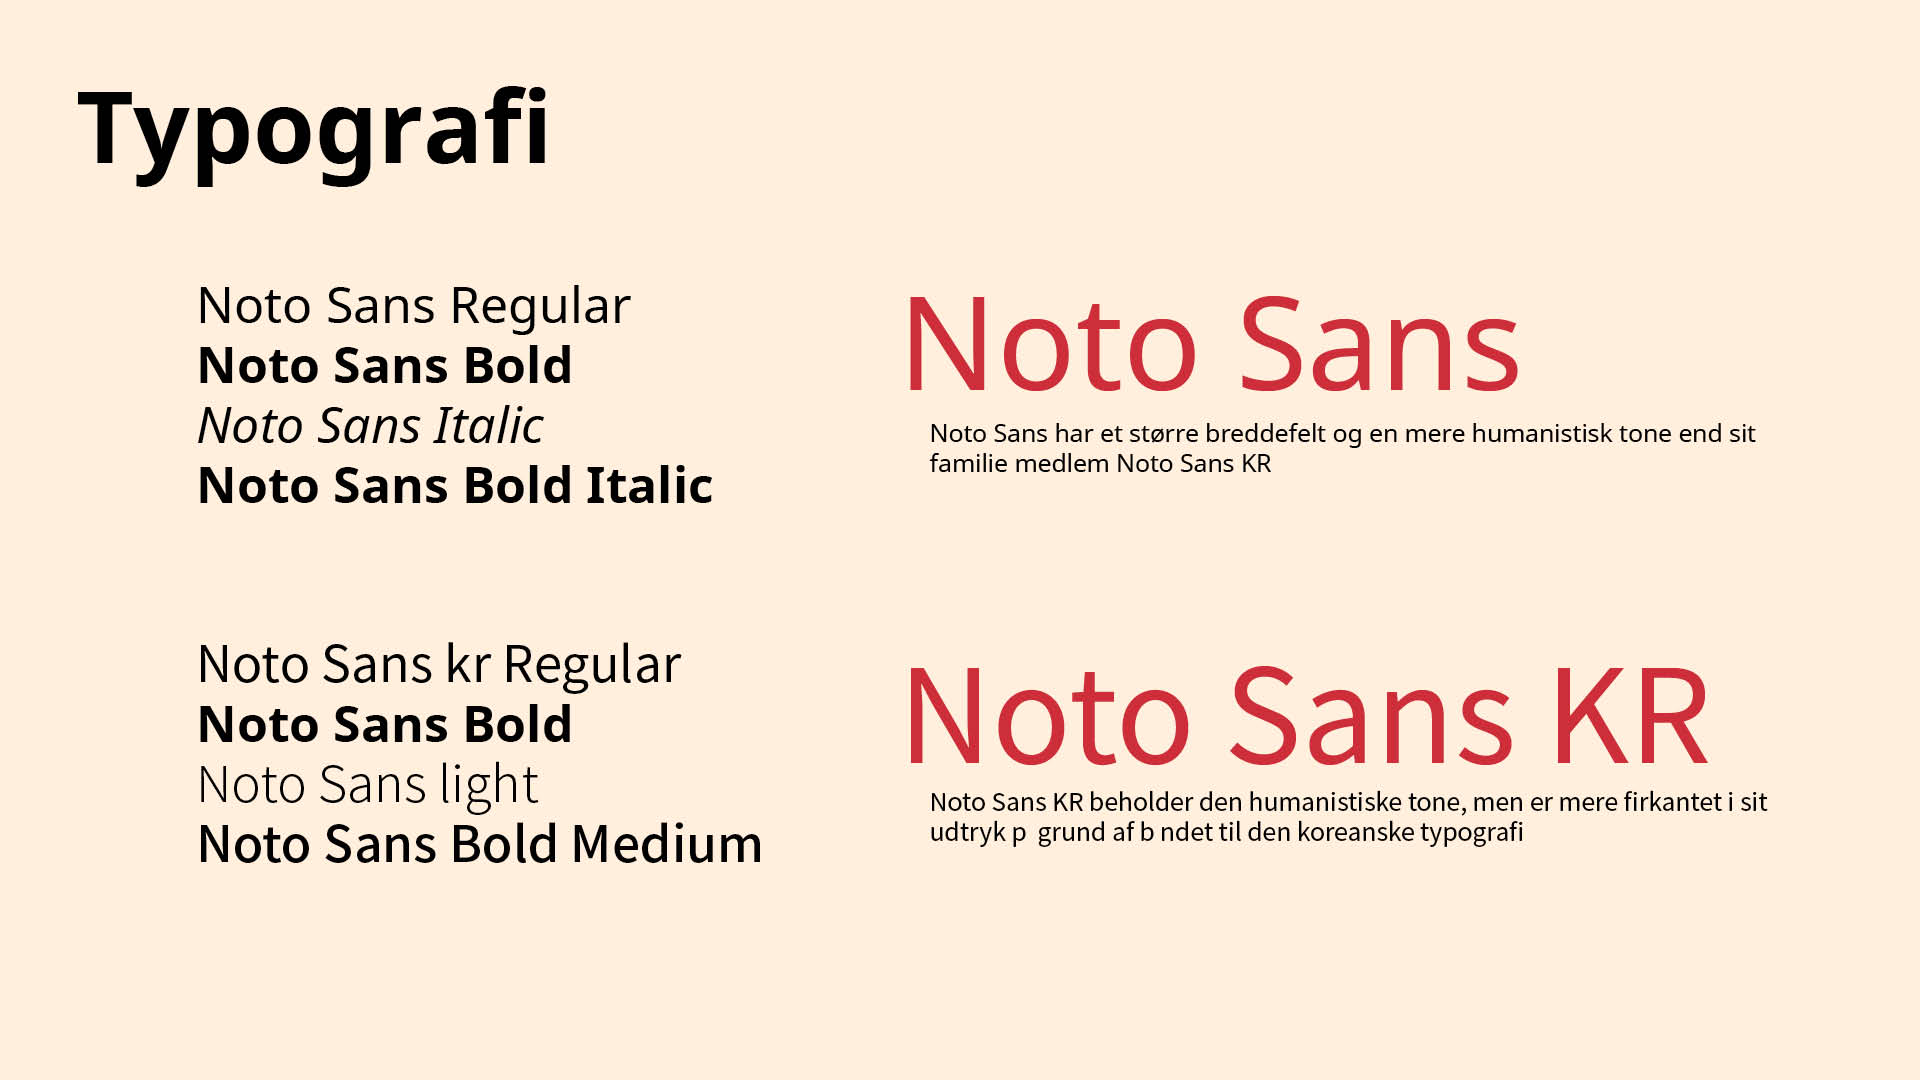 Typografi
Noto Sans Regular
Noto Sans Bold
Noto Sans Italic
Noto Sans Bold Italic
Noto Sans
Noto Sans har et større breddefelt og en mere humanistisk tone end sit
familie medlem Noto Sans KR
Noto Sans kr Regular
Noto Sans Bold
Noto Sans light
Noto Sans Bold Medium
Noto Sans KR
Noto Sans KR beholder den humanistiske tone, men er mere firkantet i sit
udtryk p  grund af b ndet til den koreanske typografi